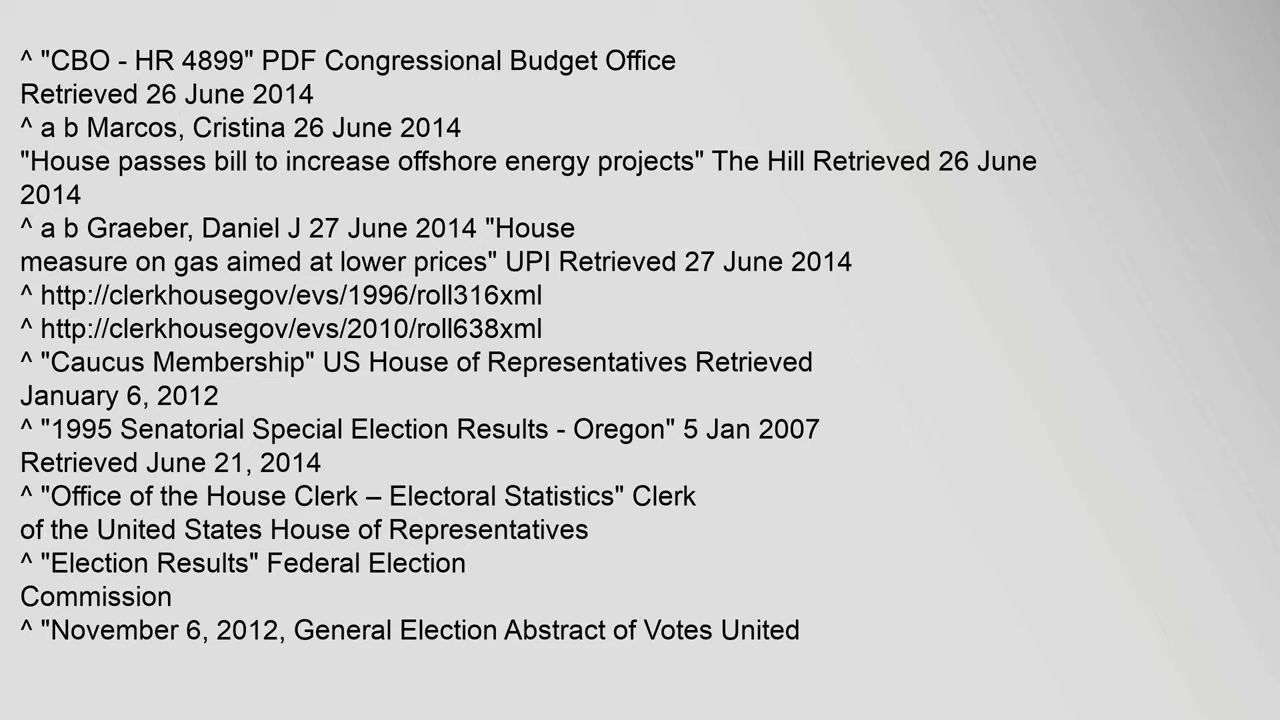 ^ "CBO - HR 4899" PDF Congressional Budget Office
Retrieved 26 June 2014
^ a b Marcos, Cristina 26 June 2014
"House passes bill to increase offshore energy projects" The Hill Retrieved 26 June
2014
^ a b Graeber, Daniel J 27 June 2014 "House
measure on gas aimed at lower prices" UPI Retrieved 27 June 2014
^ http://clerkhousegov/evs/1996/roll316xml
^ http://clerkhousegov/evs/2010/roll638xml
^ "Caucus Membership" US House of Representatives Retrieved
January 6, 2012
^ "1995 Senatorial Special Election Results - Oregon" 5 Jan 2007
Retrieved June 21, 2014
^ "Office of the House Clerk – Electoral Statistics" Clerk
of the United States House of Representatives
^ "Election Results" Federal Election
Commission
^ "November 6, 2012, General Election Abstract of Votes United